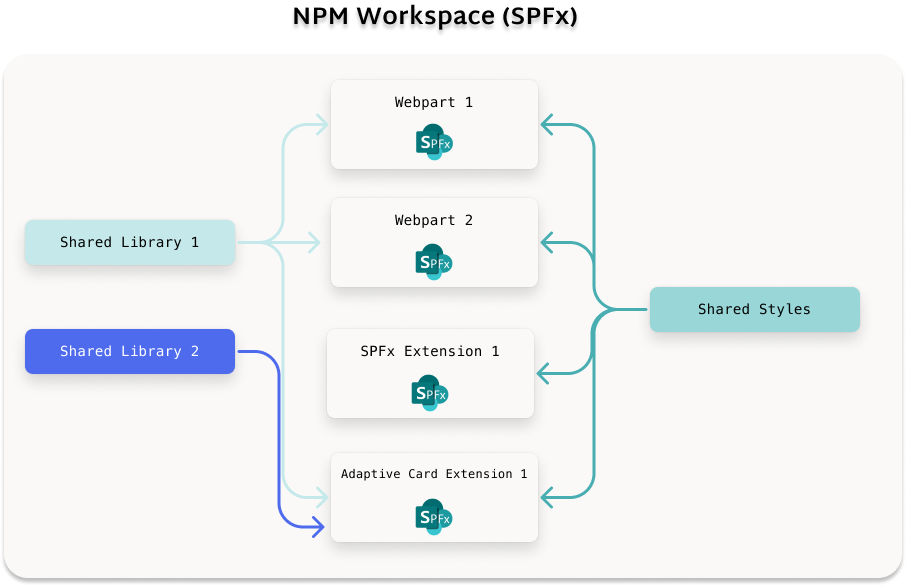 NPM Workspace (SPFx)
Webpart 1
SPFx
Webpart 2
SPFx
Shared Library 1
Shared Styles
Shared Library 2
SPFx Extension 1
SPFx
Adaptive Card Extension 1
SPFx